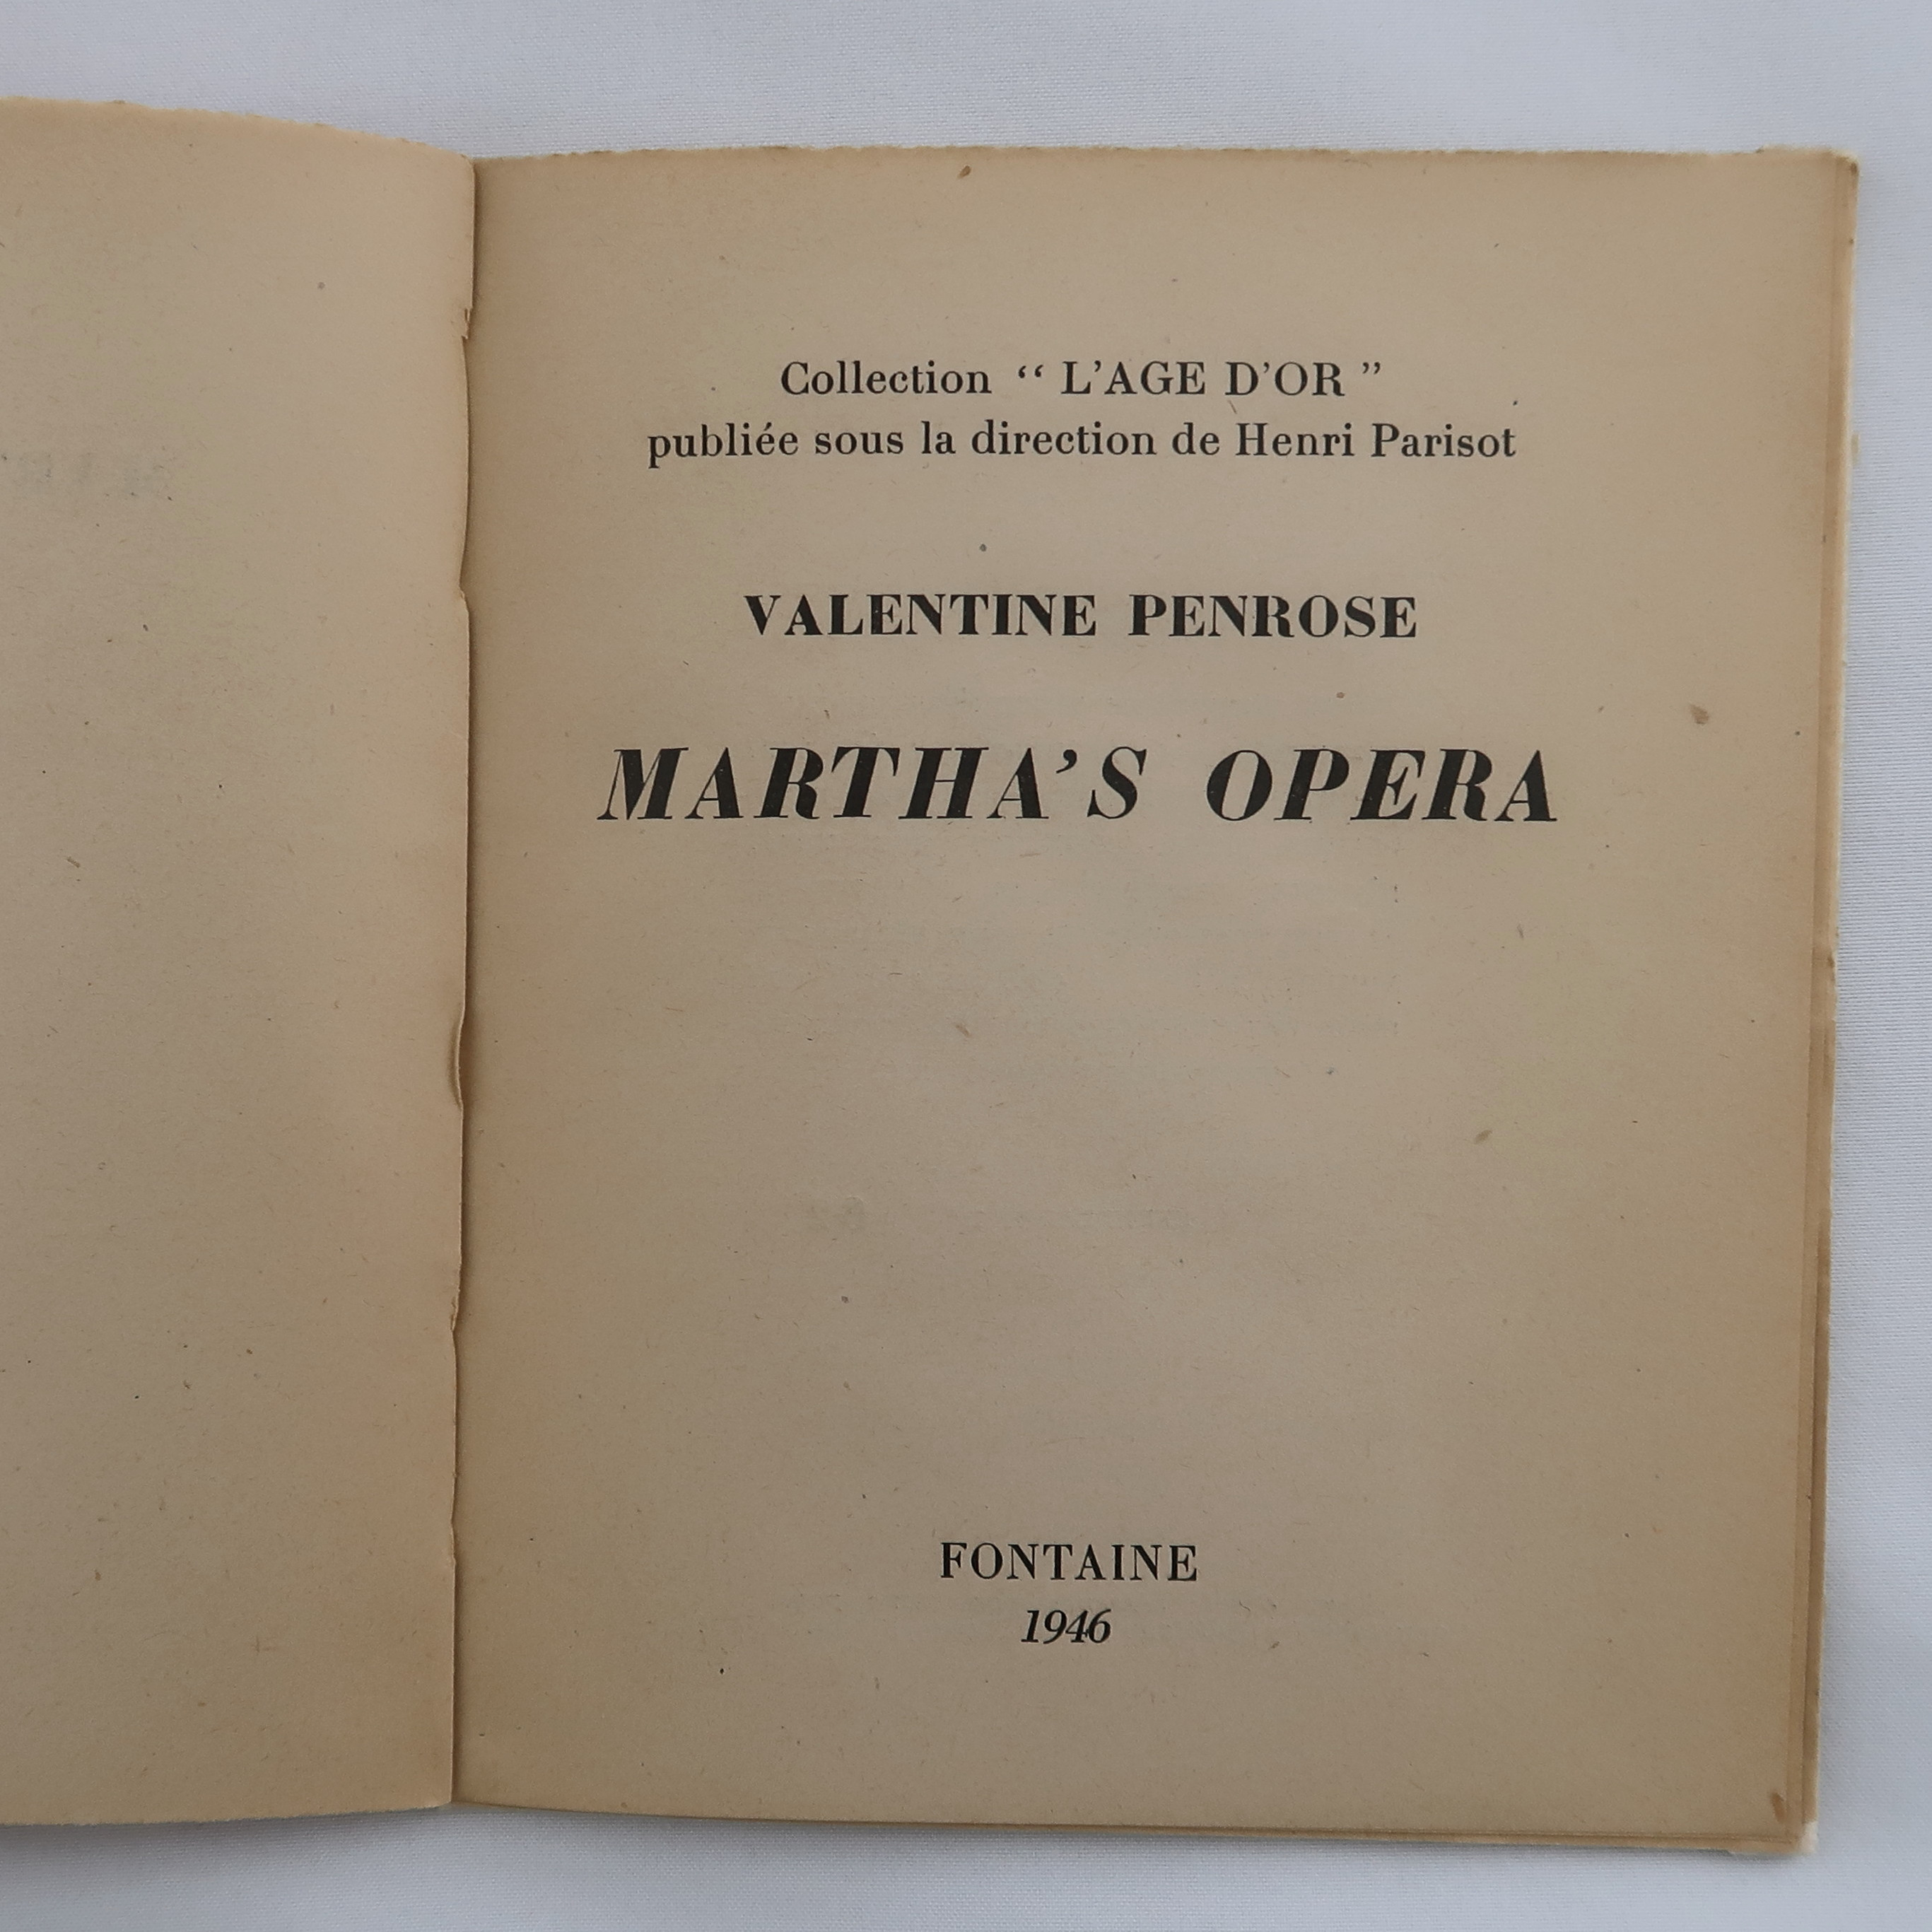 Collection “ L’AGE D’OR ”
publiée sous la direction de Henri Parisot
VALENTINE PENROSE
MARTHA’S OPERA
FONTAINE
1946